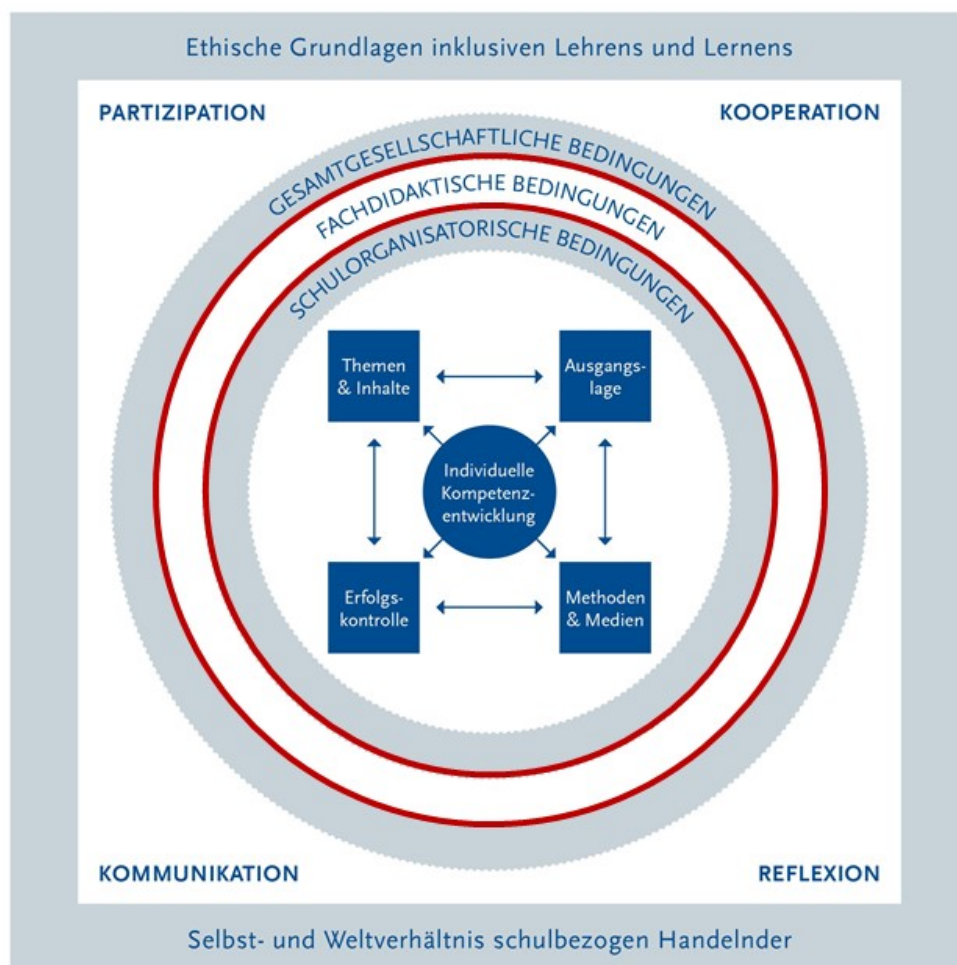 Ethische Grundlagen inklusiven Lehrens und Lernens
PARTIZIPATION
KOOPERATION
GESAMTGESELLSCHAFTLICHE BEDINGUNGEN
FACHDIDAKTISCHE BEDINGUNGEN
SCHULORGANISATORISCHE BEDINGUNGEN
Themen
& Inhalte
Ausgangs-
lage
Individuelle
Kompetenz-
entwicklung
Erfolgs-
kontrolle
Methoden
& Medien
KOMMUNIKATION
REFLEXION
Selbst- und Weltverhältnis schulbezogen Handelnder